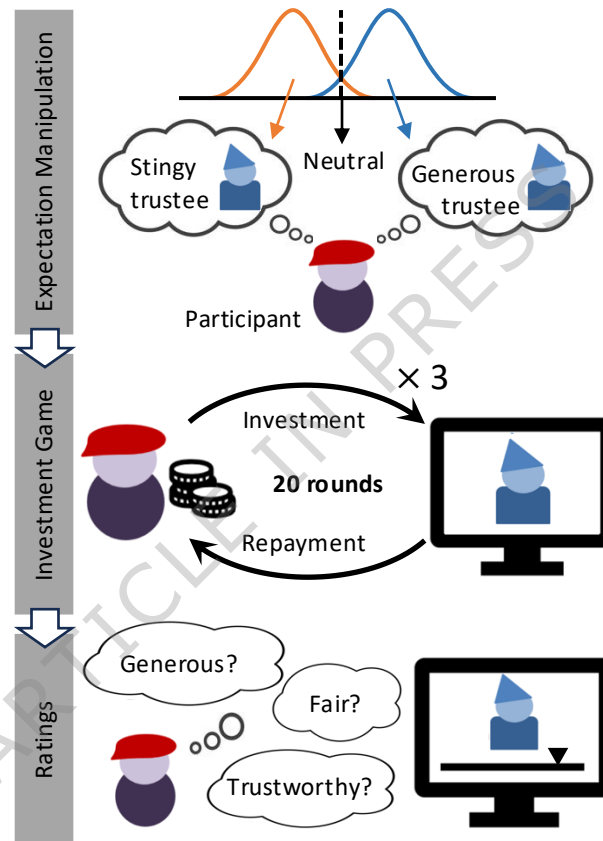 Expectation Manipulation
Stingy
trustee
Neutral
Generous
trustee
Participant
Investment Game
× 3
Investment
20 rounds
Repayment
Ratings
Generous?
Fair?
Trustworthy?
ARTICLE IN PRESS